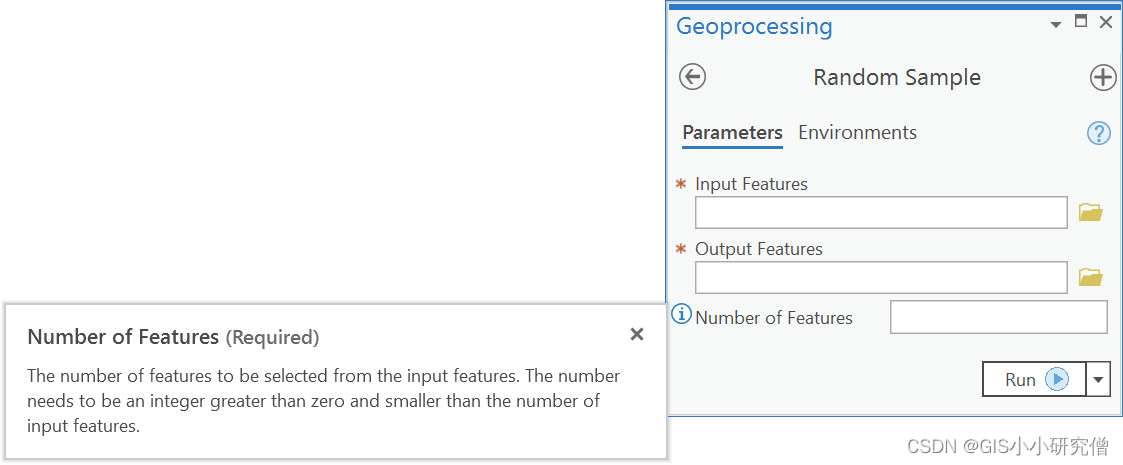 Geoprocessing
Random Sample
Parameters Environments
* Input Features
* Output Features
Number of Features
Run
Number of Features (Required)
The number of features to be selected from the input features. The number
needs to be an integer greater than zero and smaller than the number of
input features.
CSDN @GIS小小研究僧